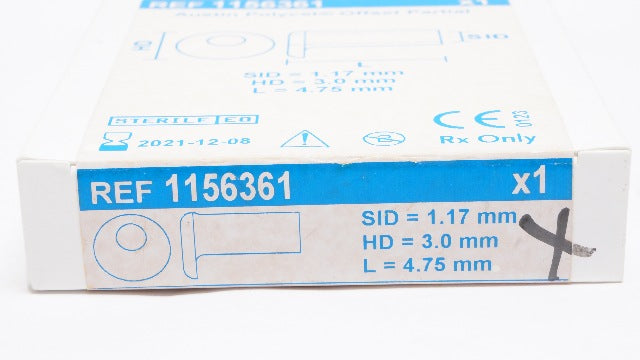 REF 1156361 x1
Austin Polycel® Offset Partial
HD
SID
L
SID = 1.17 mm
HD = 3.0 mm
L = 4.75 mm
STERILE EO
CE 0123
2021-12-08
Rx Only
REF 1156361 x1
SID = 1.17 mm
HD = 3.0 mm
L = 4.75 mm